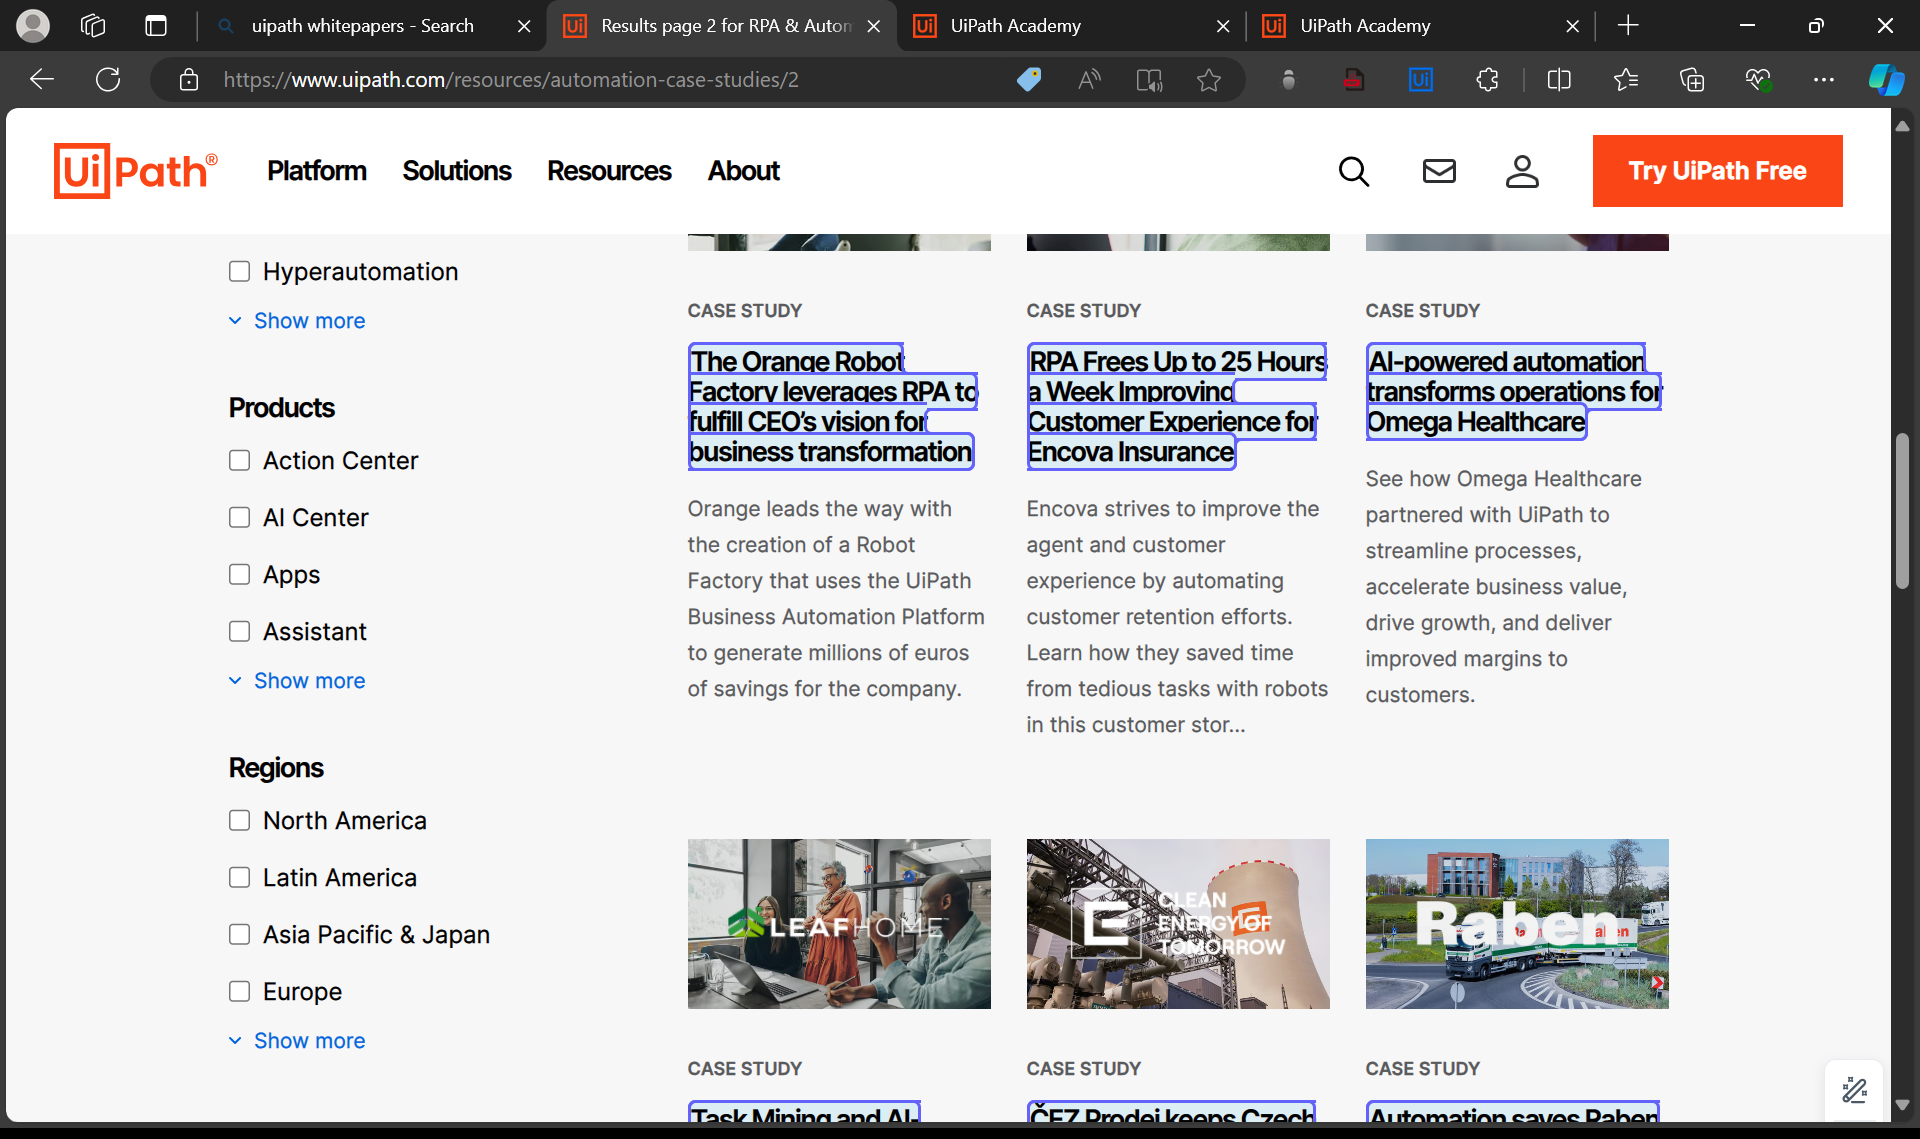 uipath whitepapers - Search
Results page 2 for RPA & Autom
UiPath Academy
UiPath Academy
https://www.uipath.com/resources/automation-case-studies/2
UiPath®
Platform
Solutions
Resources
About
Try UiPath Free
Hyperautomation
Show more
Products
Action Center
AI Center
Apps
Assistant
Show more
Regions
North America
Latin America
Asia Pacific & Japan
Europe
Show more
CASE STUDY
The Orange Robot
Factory leverages RPA to
fulfill CEO's vision for
business transformation
Orange leads the way with
the creation of a Robot
Factory that uses the UiPath
Business Automation Platform
to generate millions of euros
of savings for the company.
CASE STUDY
RPA Frees Up to 25 Hours
a Week Improving
Customer Experience for
Encova Insurance
Encova strives to improve the
agent and customer
experience by automating
customer retention efforts.
Learn how they saved time
from tedious tasks with robots
in this customer stor...
CASE STUDY
AI-powered automation
transforms operations for
Omega Healthcare
See how Omega Healthcare
partnered with UiPath to
streamline processes,
accelerate business value,
drive growth, and deliver
improved margins to
customers.
LEAFHOME
CLEAN
ENERGY OF
TOMORROW
Raben
CASE STUDY
Task Mining and AI-
CASE STUDY
ČEZ Prodej keeps Czech
CASE STUDY
Automation saves Raben